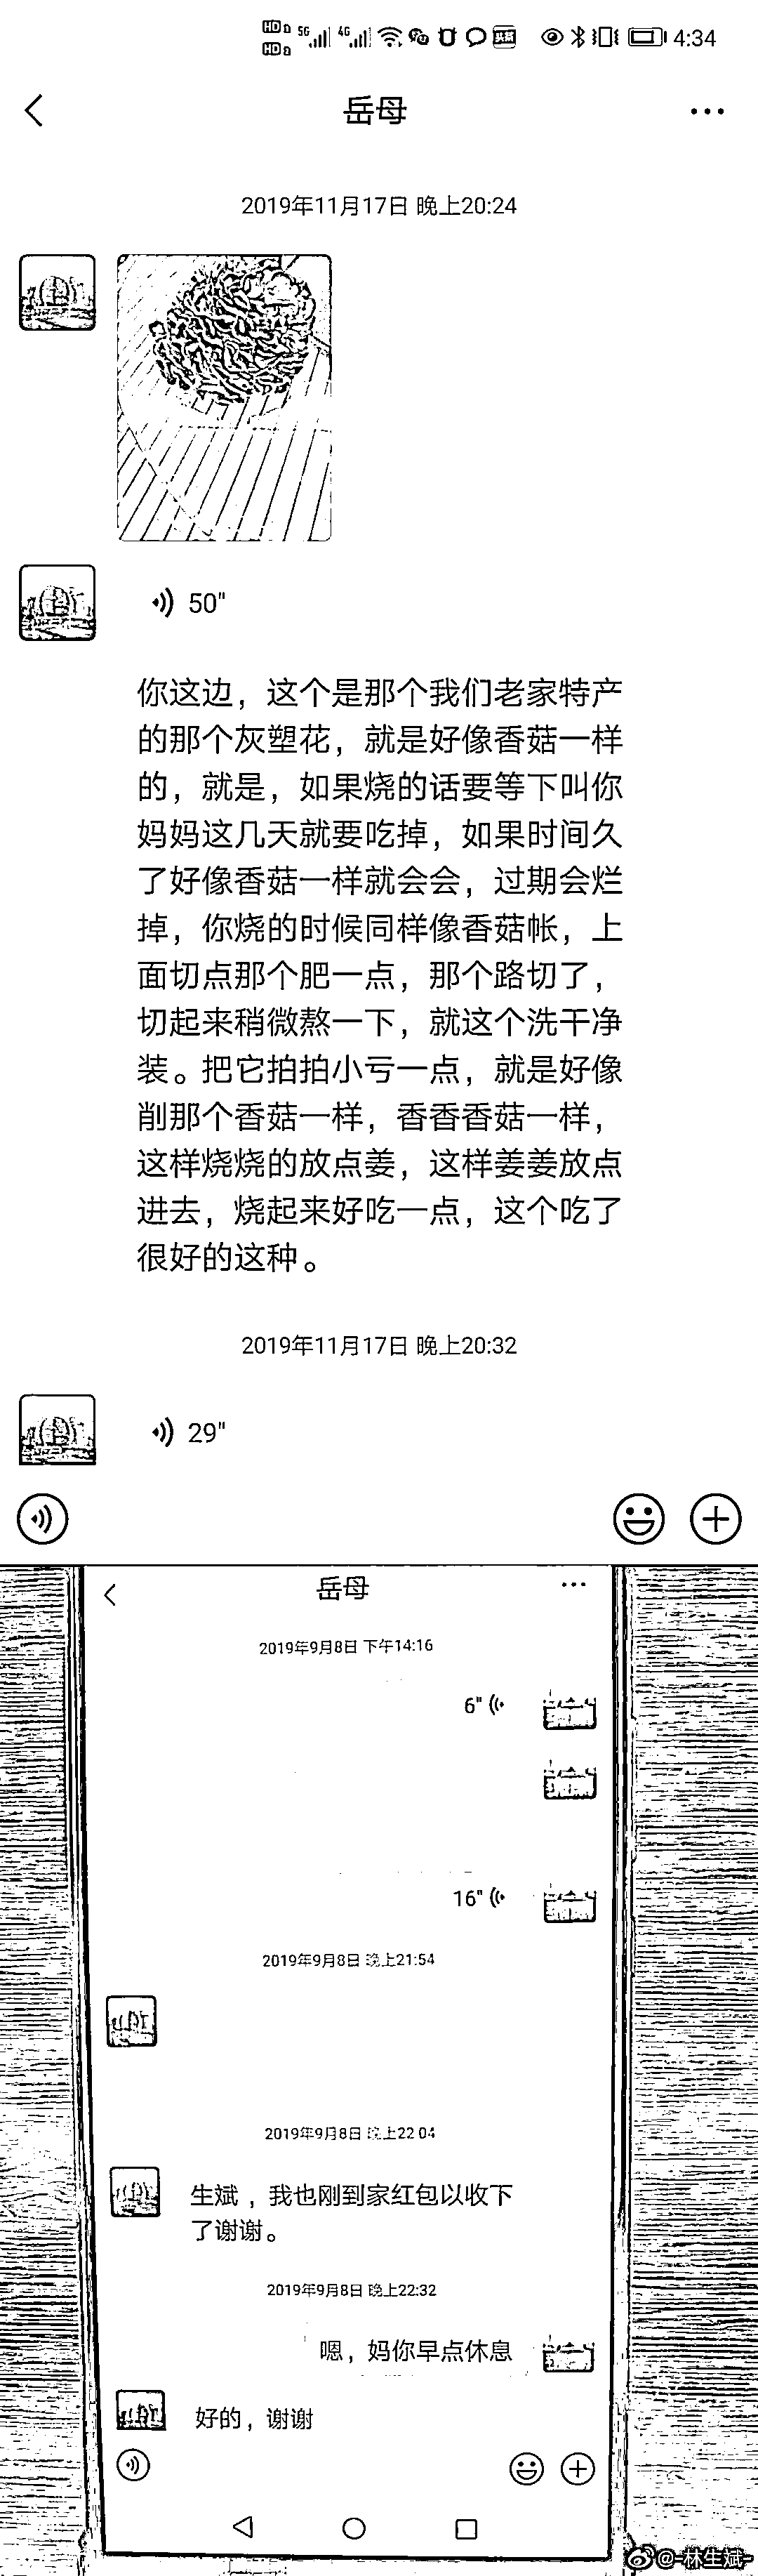 HD HD 5G 4G 4:34
岳母
2019年11月17日 晚上20:24
50"
你这边，这个是那个我们老家特产
的那个灰塑花，就是好像香菇一样
的，就是，如果烧的话要等下叫你
妈妈这几天就要吃掉，如果时间久
了好像香菇一样就会会，过期会烂
掉，你烧的时候同样像香菇帐，上
面切点那个肥一点，那个路切了，
切起来稍微熬一下，就这个洗干净
装。把它拍拍小亏一点，就是好像
削那个香菇一样，香香香菇一样，
这样烧烧的放点姜，这样姜姜放点
进去，烧起来好吃一点，这个吃了
很好的这种。
2019年11月17日 晚上20:32
29"
岳母
2019年9月8日 下午14:16
6"
16"
2019年9月8日 晚上21:54
2019年9月8日 晚上22:04
生斌，我也刚到家红包以收下
了谢谢。
2019年9月8日 晚上22:32
嗯，妈你早点休息
好的，谢谢
@-林生斌-